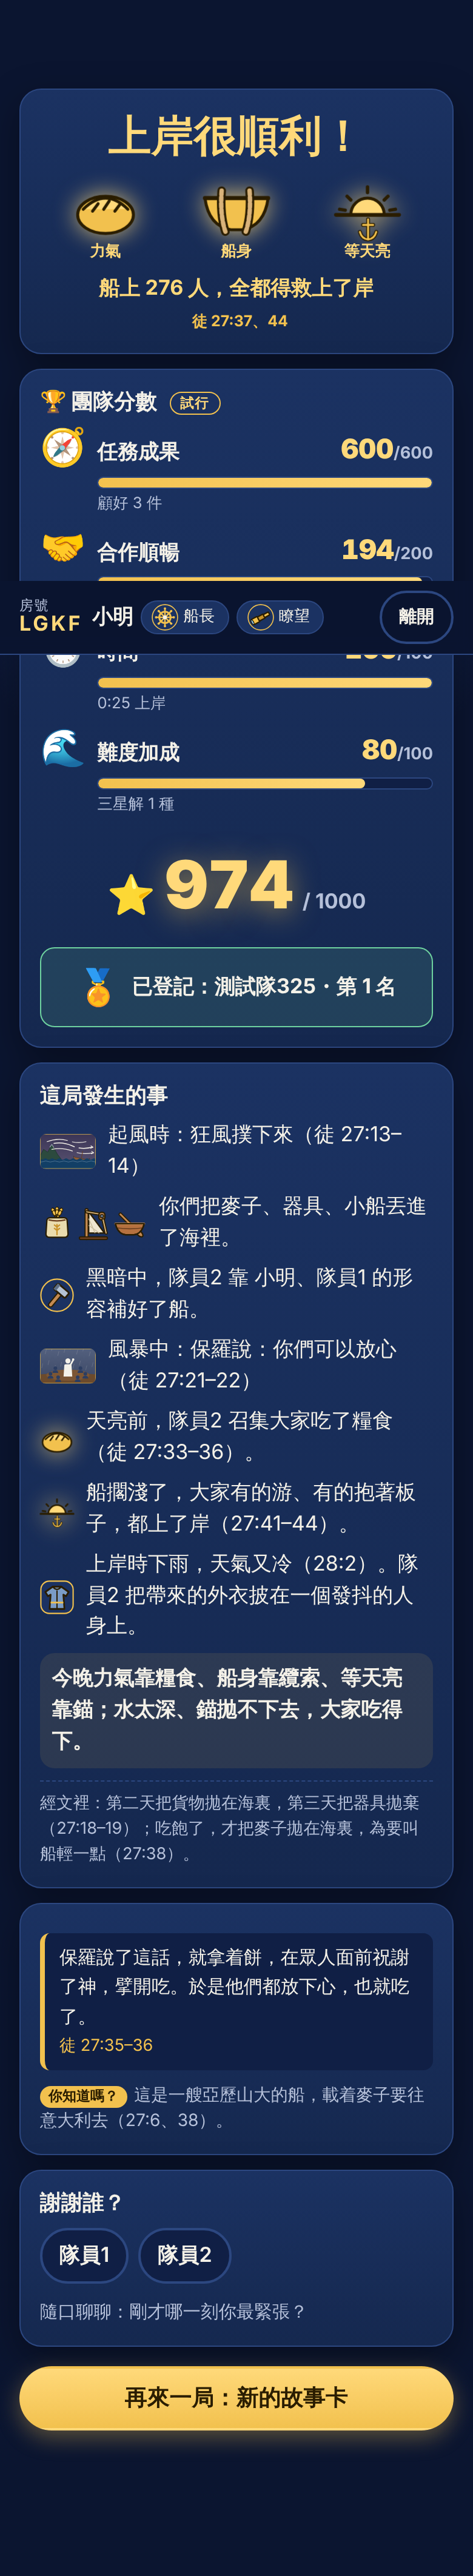 上岸很順利！
力氣
船身
等天亮
船上 276 人，全都得救上了岸
徒 27:37、44
團隊分數 試行
任務成果 600/600
顧好 3 件
合作順暢 194/200
房號
LGKF 小明 船長 瞭望 離開
0:25 上岸
難度加成 80/100
三星解 1 種
974 / 1000
已登記：測試隊325・第 1 名
這局發生的事
起風時：狂風撲下來（徒 27:13–
14）
你們把麥子、器具、小船丟進
了海裡。
黑暗中，隊員2 靠 小明、隊員1 的形
容補好了船。
風暴中：保羅說：你們可以放心
（徒 27:21–22）
天亮前，隊員2 召集大家吃了糧食
（徒 27:33–36）。
船擱淺了，大家有的游、有的抱著板
子，都上了岸（27:41–44）。
上岸時下雨，天氣又冷（28:2）。隊
員2 把帶來的外衣披在一個發抖的人
身上。
今晚力氣靠糧食、船身靠纜索、等天亮
靠錨；水太深、錨拋不下去，大家吃得
下。
經文裡：第二天把貨物拋在海裏，第三天把器具拋棄
（27:18–19）；吃飽了，才把麥子拋在海裏，為要叫
船輕一點（27:38）。
保羅說了這話，就拿着餅，在眾人面前祝謝
了神，擘開吃。於是他們都放下心，也就吃
了。
徒 27:35–36
你知道嗎？ 這是一艘亞歷山大的船，載着麥子要往
意大利去（27:6、38）。
謝謝誰？
隊員1 隊員2
隨口聊聊：剛才哪一刻你最緊張？
再來一局：新的故事卡